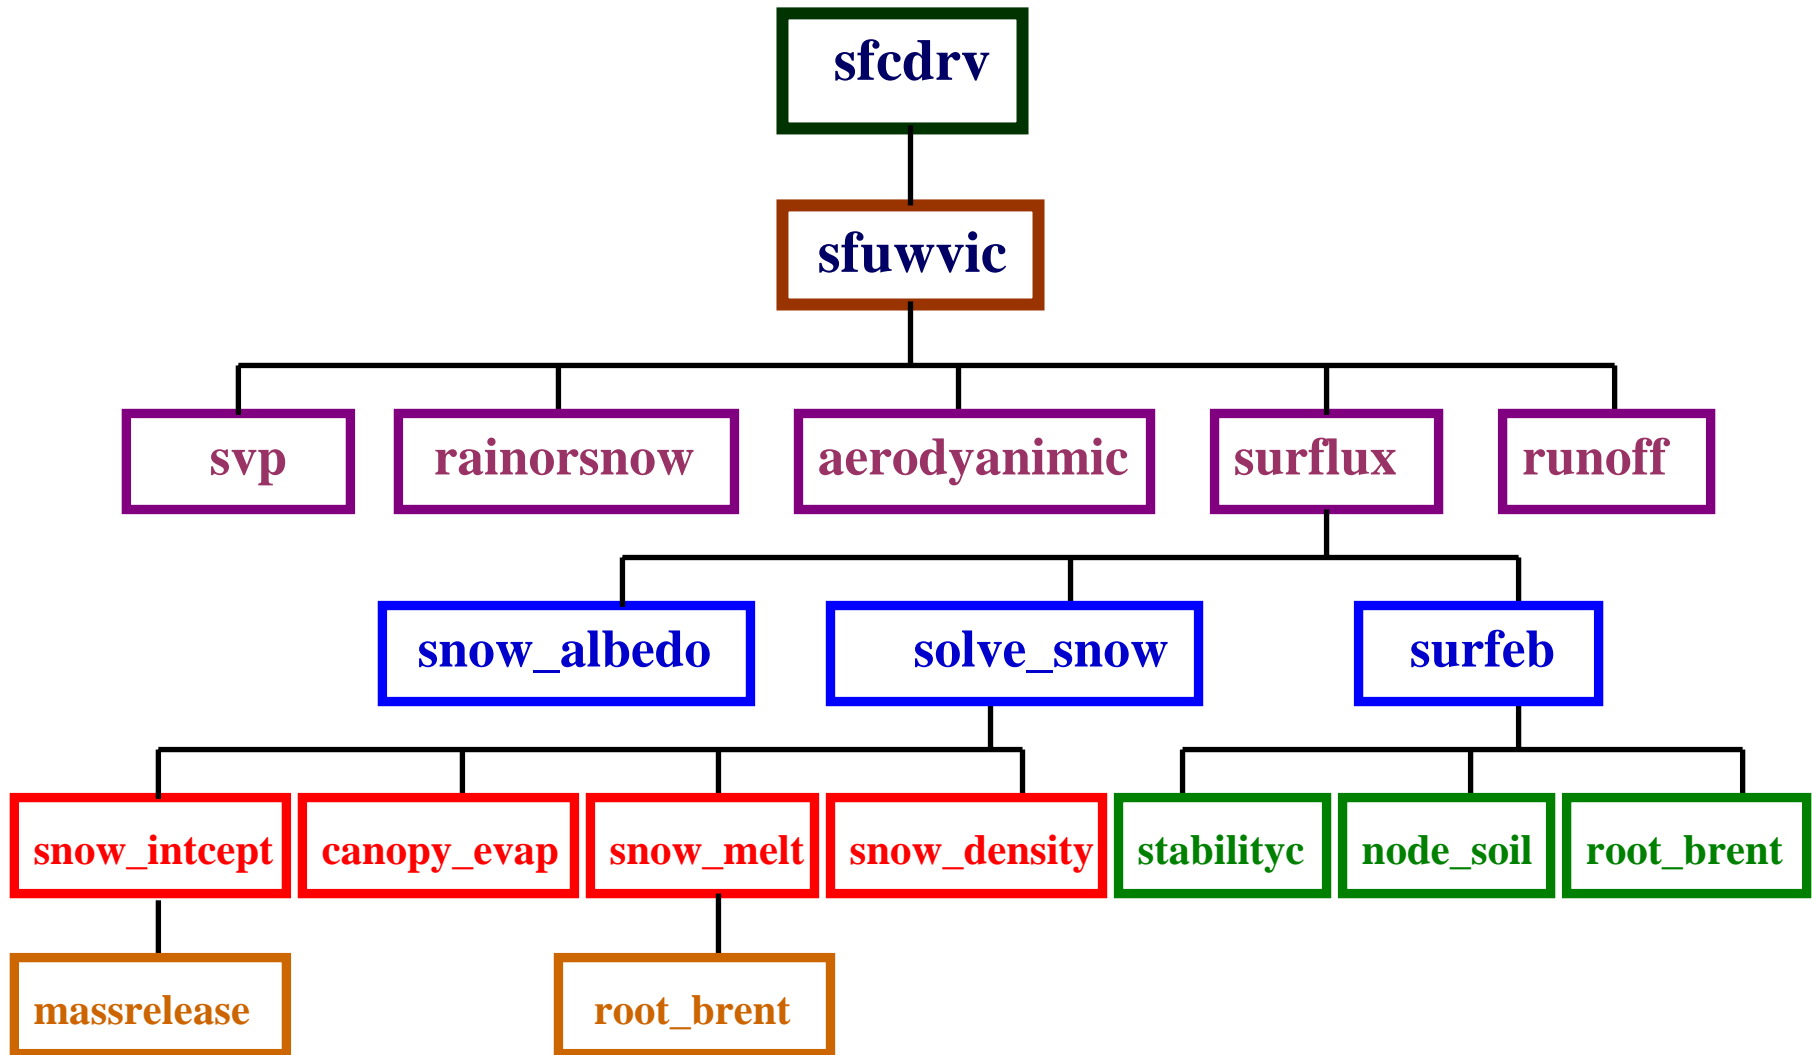 sfcdrv
sfuwvic
svp rainorsnow aerodyanimic surflux runoff
snow_albedo solve_snow surfeb
snow_intcept canopy_evap snow_melt snow_density stabilityc node_soil root_brent
massrelease root_brent